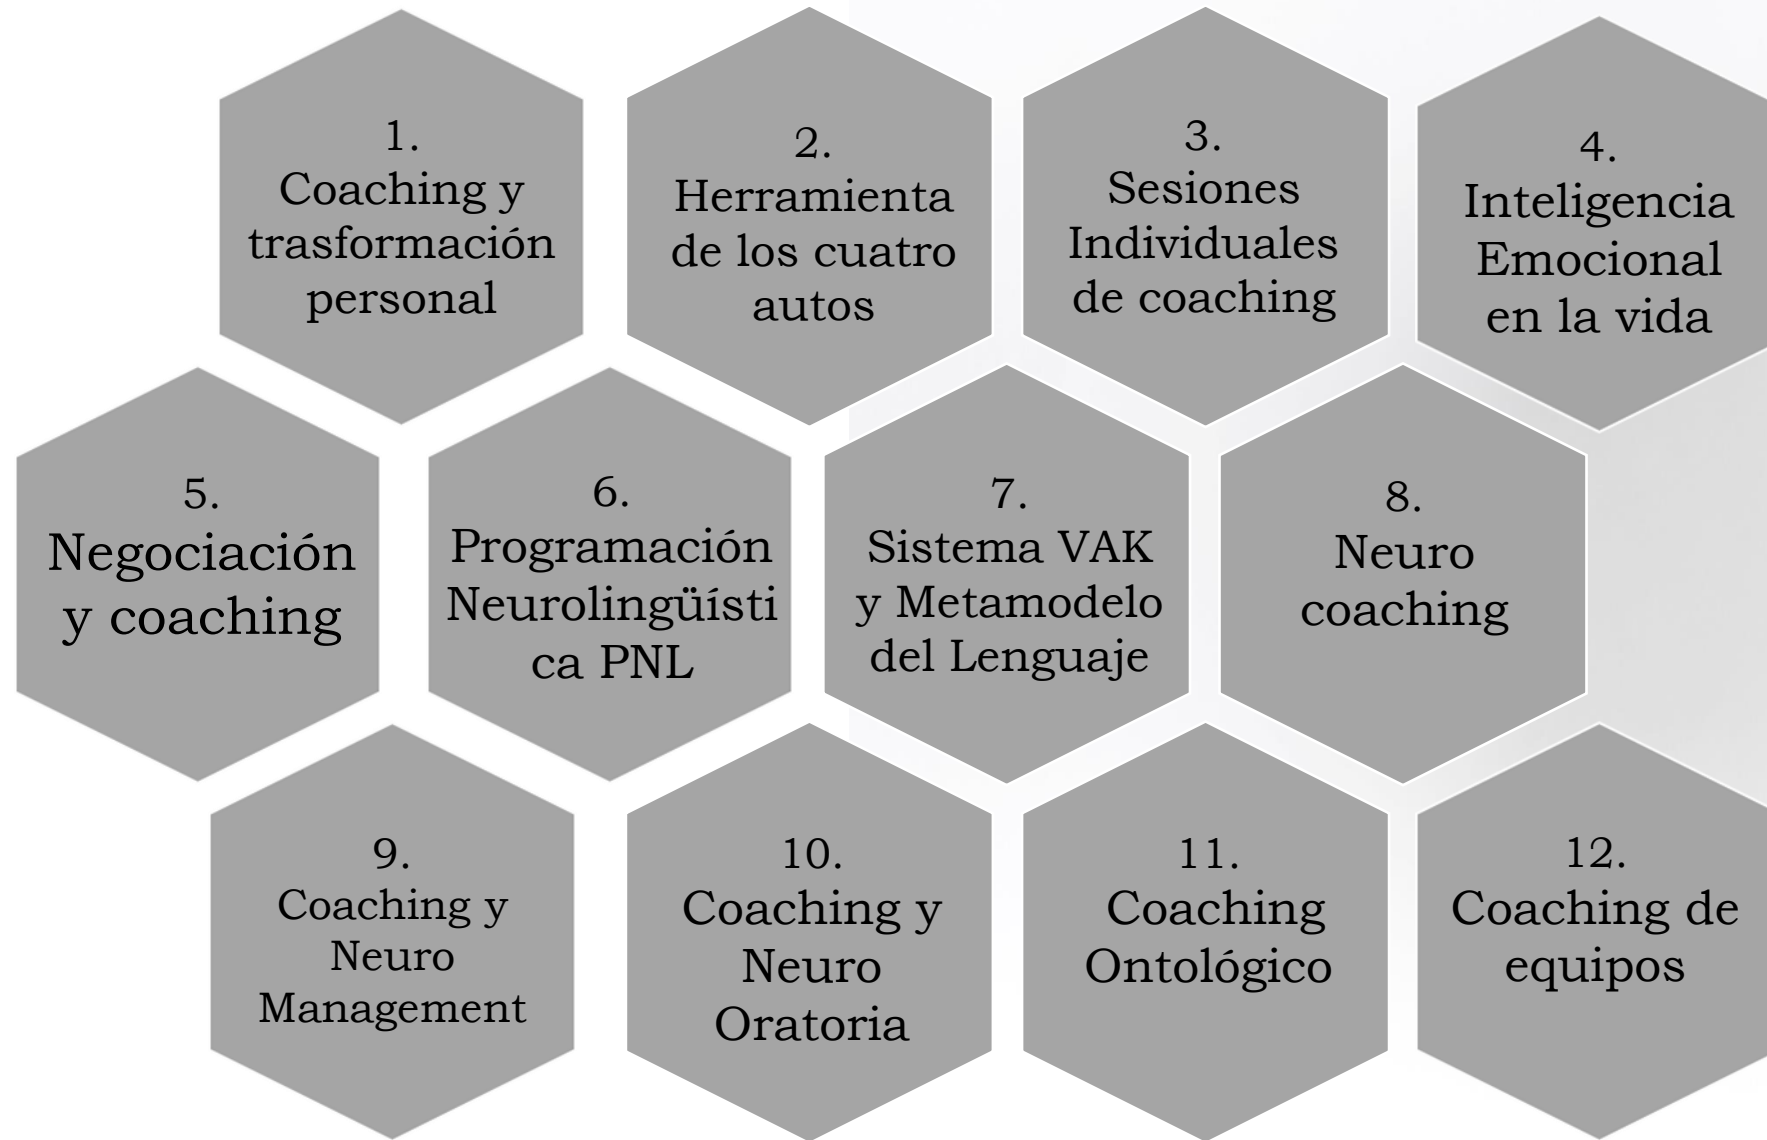 1.
Coaching y
trasformación
personal
2.
Herramienta
de los cuatro
autos
3.
Sesiones
Individuales
de coaching
4.
Inteligencia
Emocional
en la vida
5.
Negociación
y coaching
6.
Programación
Neurolingüísti
ca PNL
7.
Sistema VAK
y Metamodelo
del Lenguaje
8.
Neuro
coaching
9.
Coaching y
Neuro
Management
10.
Coaching y
Neuro
Oratoria
11.
Coaching
Ontológico
12.
Coaching de
equipos